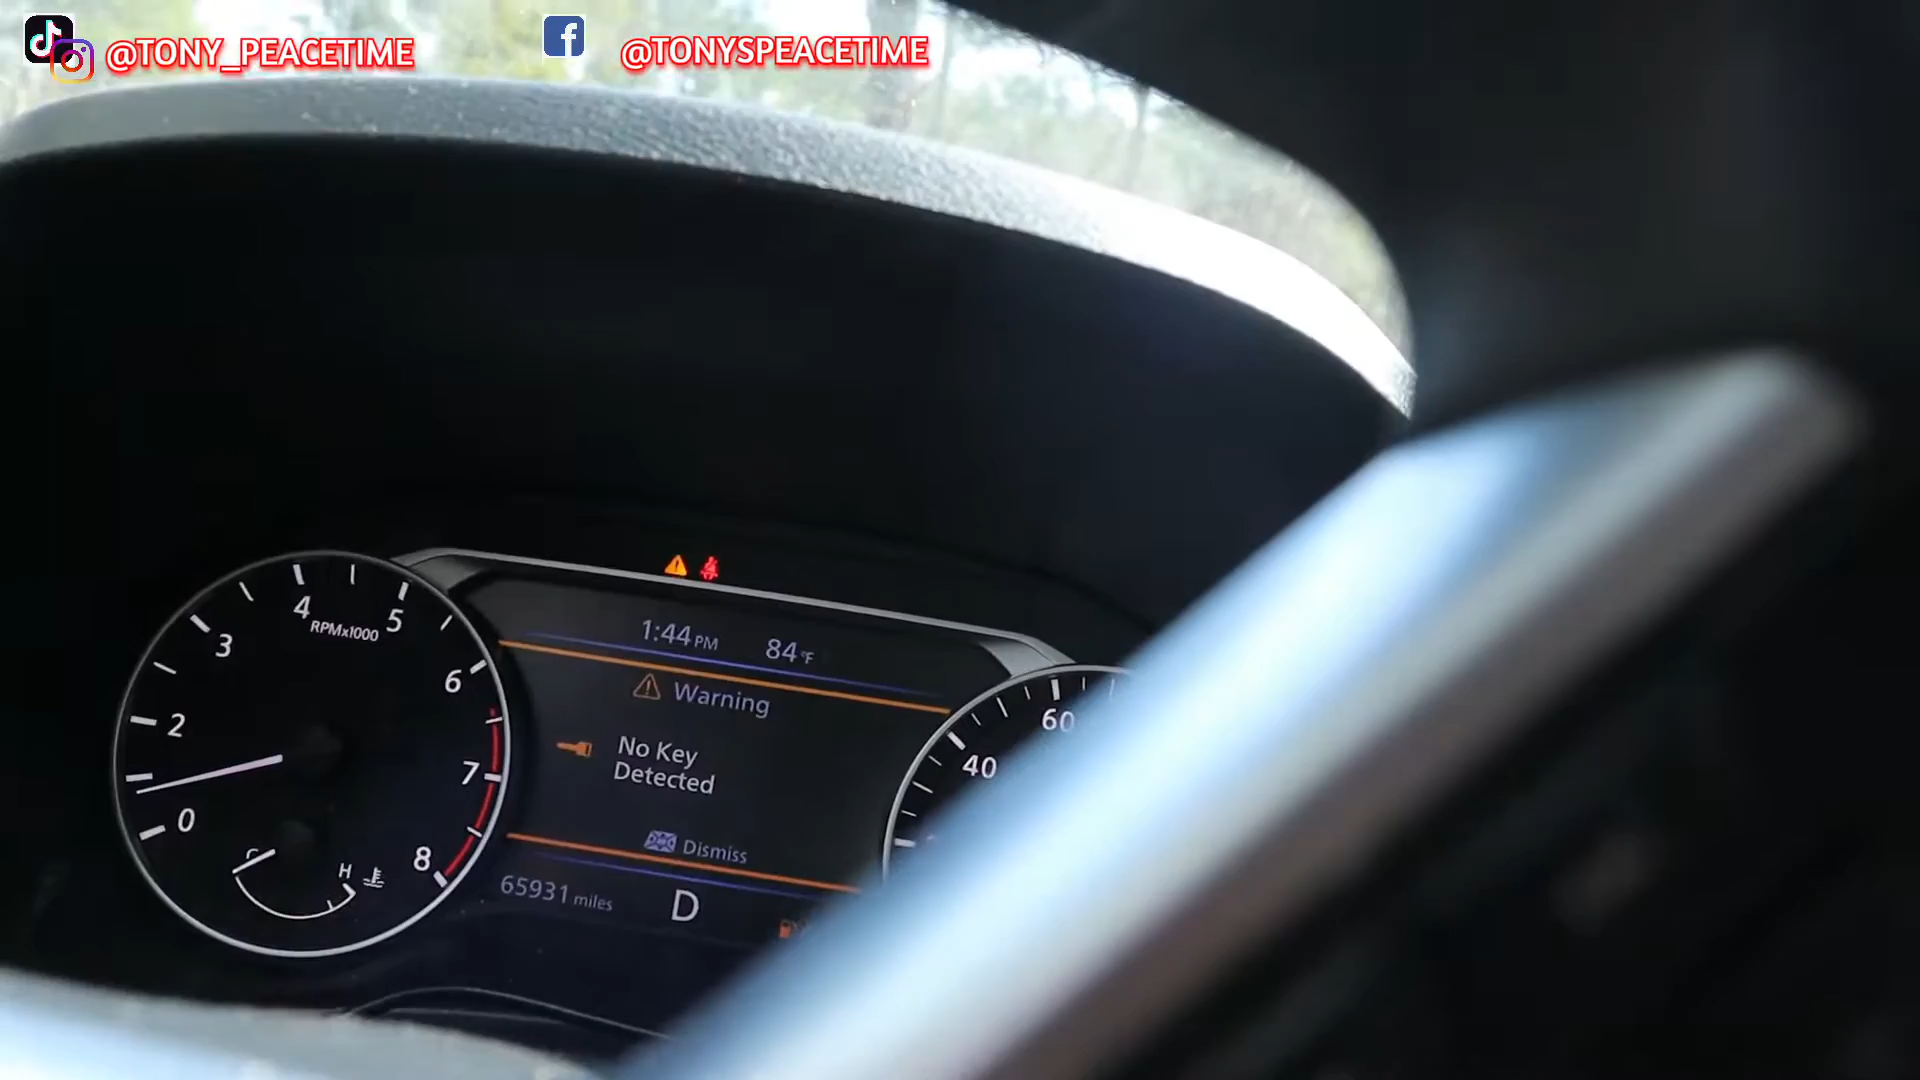 @TONY_PEACETIME
@TONYSPEACETIME
4
5
RPMx1000
3
6
2
7
0
8
C
H
1:44 PM
84°F
Warning
No Key
Detected
Dismiss
65931 miles
D
60
40